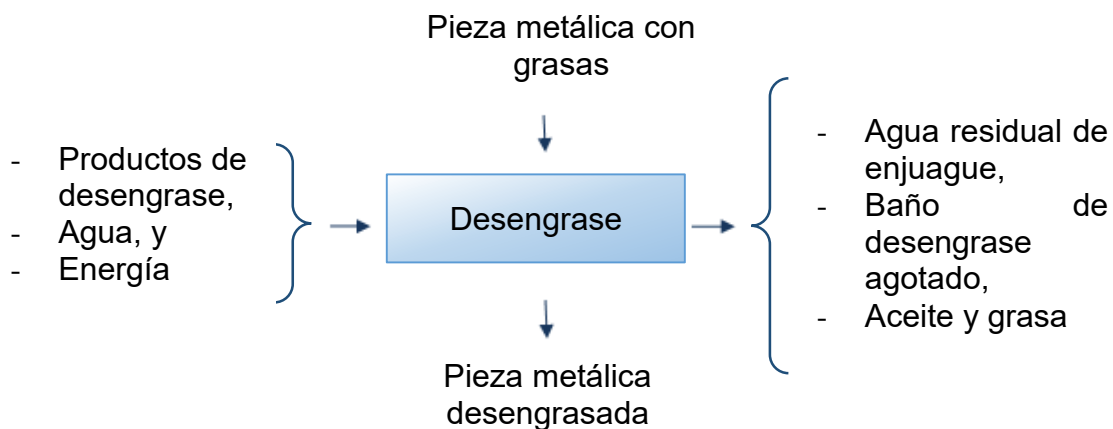 Pieza metálica con
grasas
- Productos de
desengrase,
- Agua, y
- Energía
Desengrase
- Agua residual de
enjuague,
- Baño de
desengrase
agotado,
- Aceite y grasa
Pieza metálica
desengrasada